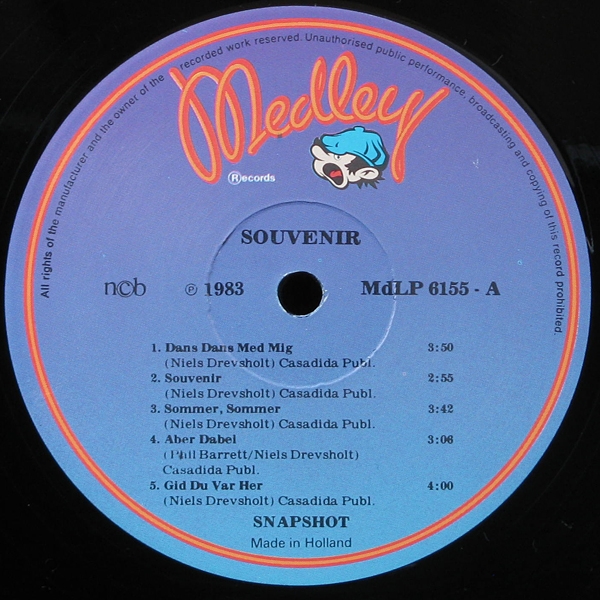 All rights of the manufacturer and the owner of the recorded work reserved. Unauthorised public performance, broadcasting and copying of this record prohibited.
Medley
Records
SOUVENIR
n©b ℗ 1983 MdLP 6155 - A
1. Dans Dans Med Mig 3:50
(Niels Drevsholt) Casadida Publ.
2. Souvenir 2:55
(Niels Drevsholt) Casadida Publ.
3. Sommer, Sommer 3:42
(Niels Drevsholt) Casadida Publ.
4. Aber Dabei 3:06
(Phil Barrett/Niels Drevsholt)
Casadida Publ.
5. Gid Du Var Her 4:00
(Niels Drevsholt) Casadida Publ.
SNAPSHOT
Made in Holland